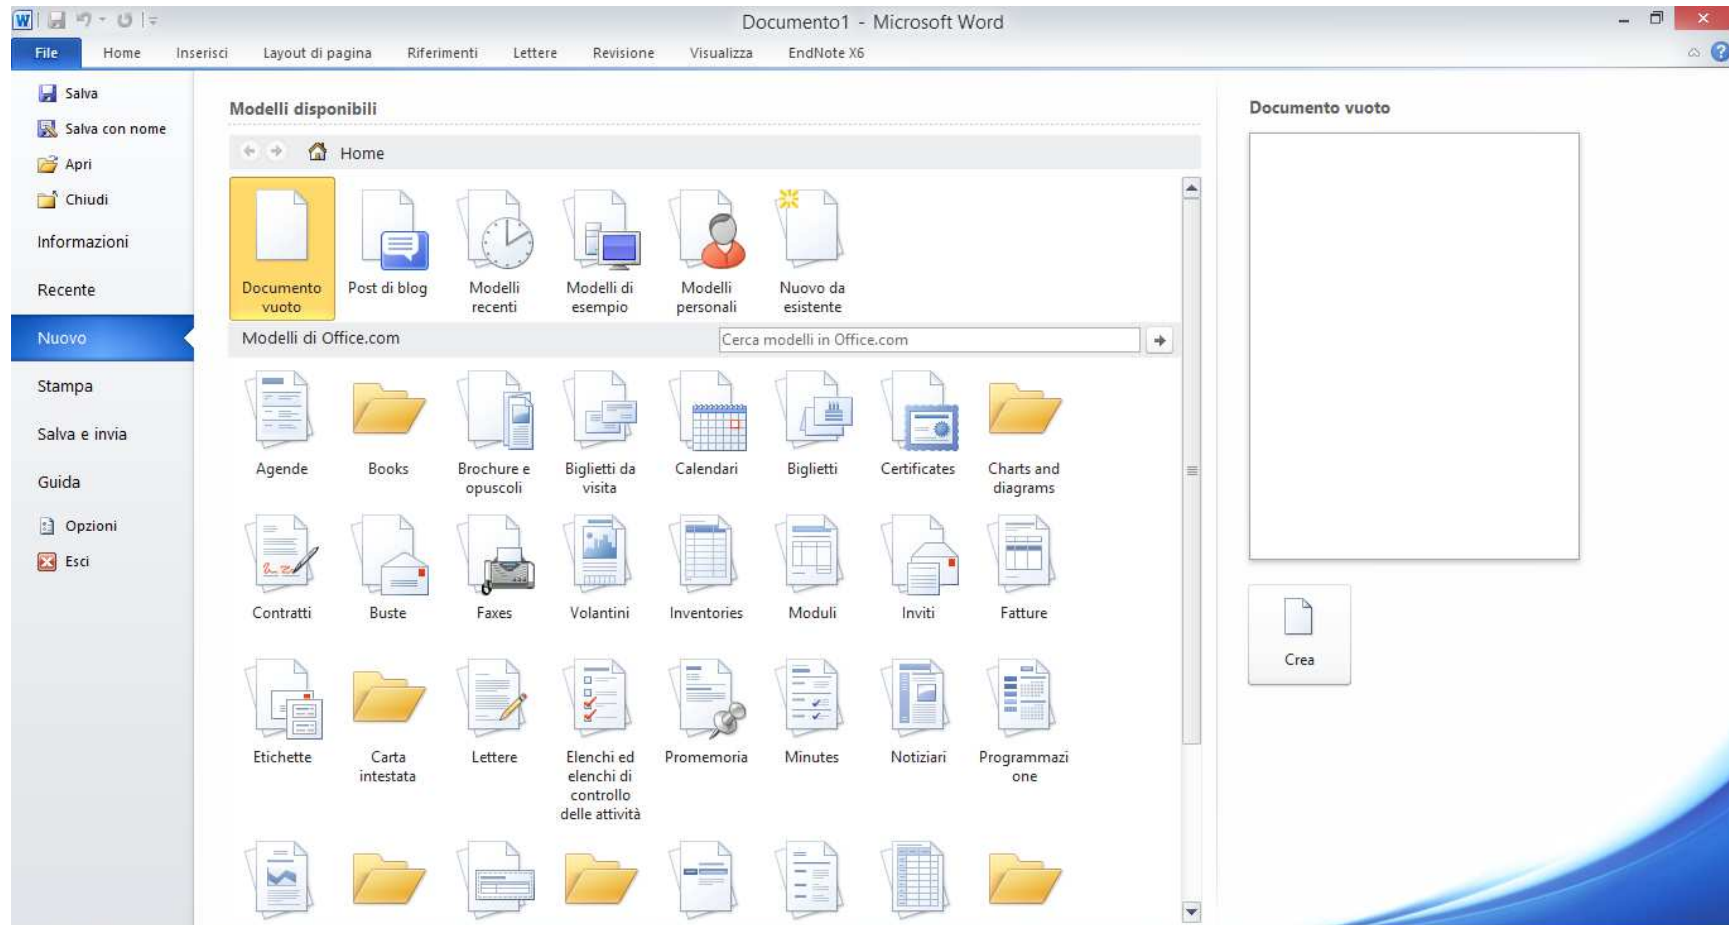 Documento1 - Microsoft Word
File Home Inserisci Layout di pagina Riferimenti Lettere Revisione Visualizza EndNote X6
Salva
Salva con nome
Apri
Chiudi
Informazioni
Recente
Nuovo
Stampa
Salva e invia
Guida
Opzioni
Esci
Modelli disponibili
Home
Documento vuoto
Post di blog
Modelli recenti
Modelli di esempio
Modelli personali
Nuovo da esistente
Modelli di Office.com
Cerca modelli in Office.com
Agende
Books
Brochure e opuscoli
Biglietti da visita
Calendari
Biglietti
Certificates
Charts and diagrams
Contratti
Buste
Faxes
Volantini
Inventories
Moduli
Inviti
Fatture
Etichette
Carta intestata
Lettere
Elenchi ed elenchi di controllo delle attività
Promemoria
Minutes
Notiziari
Programmazione
Documento vuoto
Crea